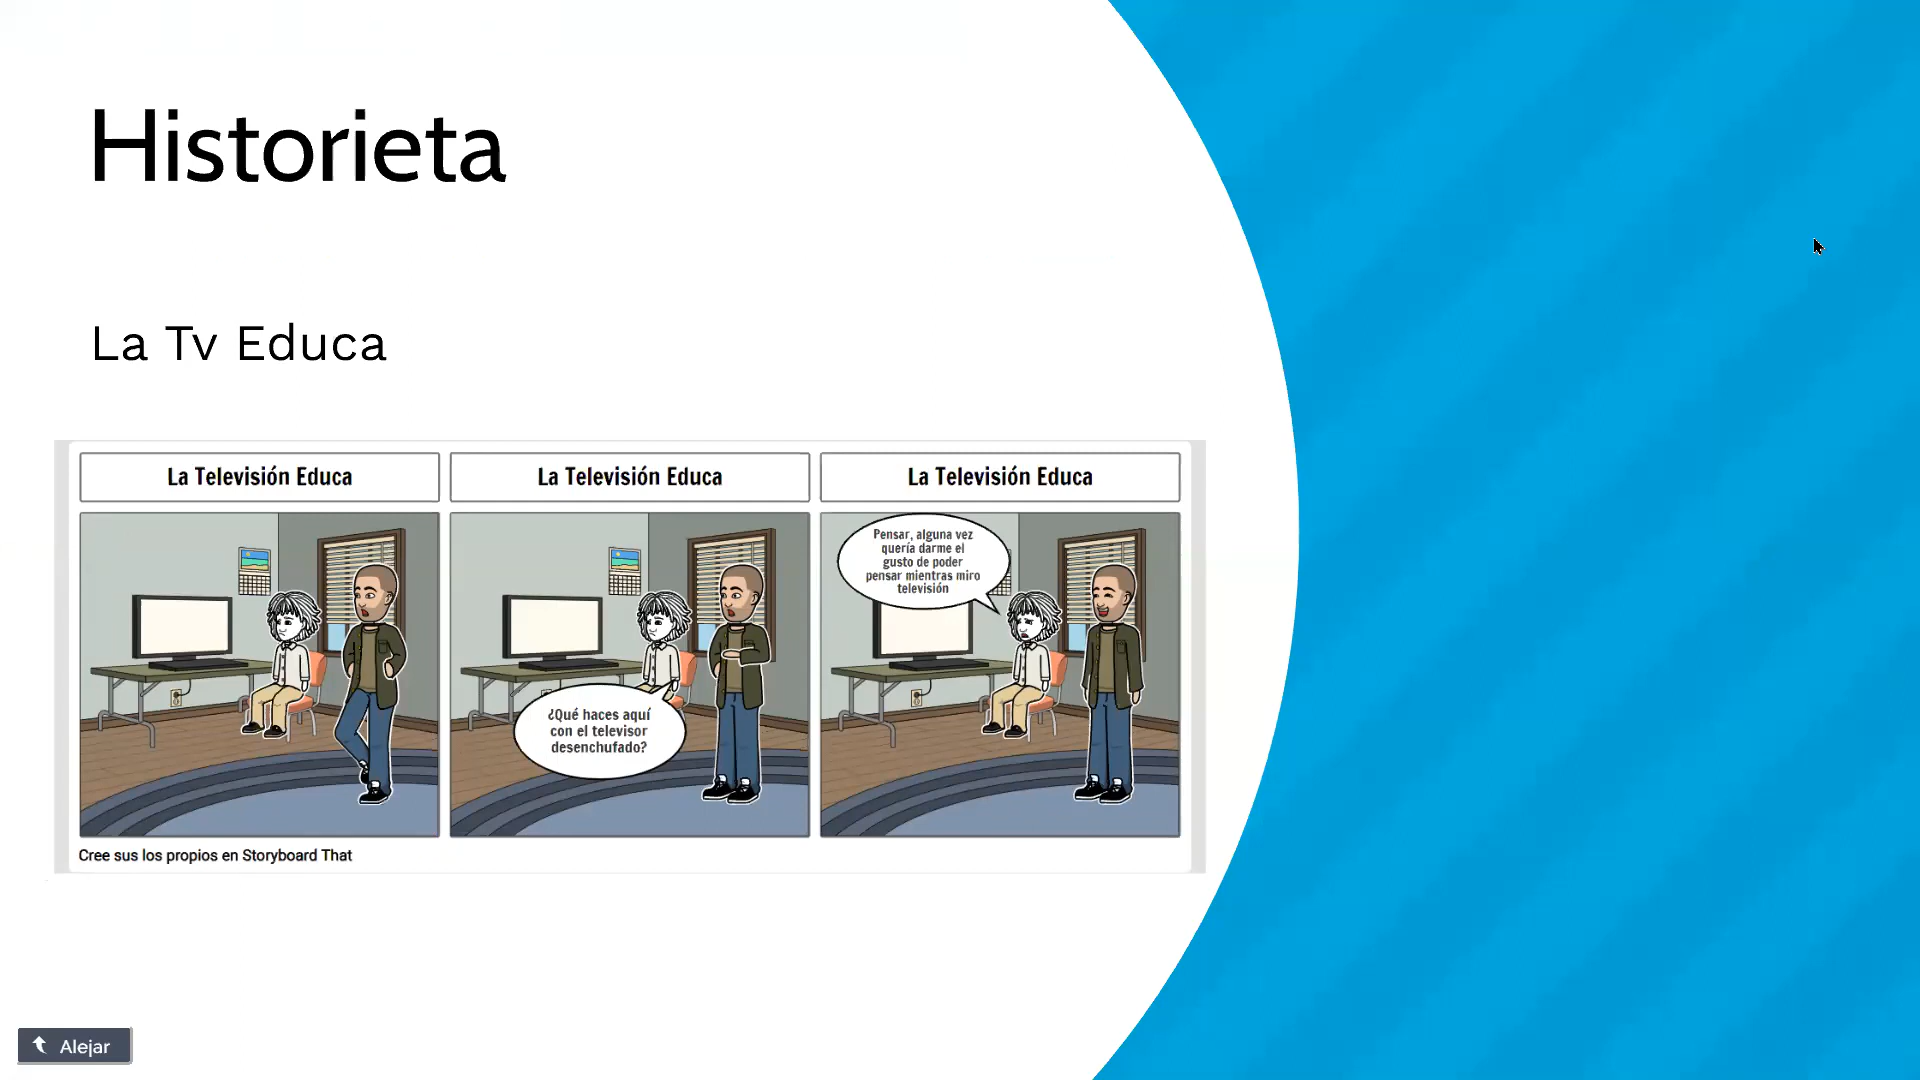 Historieta
La Tv Educa
La Televisión Educa
La Televisión Educa
La Televisión Educa
¿Qué haces aquí
con el televisor
desenchufado?
Pensar, alguna vez
quería darme el
gusto de poder
pensar mientras miro
televisión
Cree sus los propios en Storyboard That
Alejar